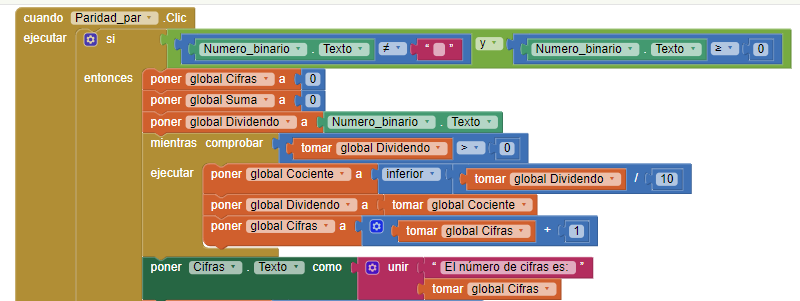 cuando Paridad_par .Clic
ejecutar si Numero_binario . Texto ≠ “ ” y Numero_binario . Texto ≥ 0
entonces poner global Cifras a 0
poner global Suma a 0
poner global Dividendo a Numero_binario . Texto
mientras comprobar tomar global Dividendo > 0
ejecutar poner global Cociente a inferior tomar global Dividendo / 10
poner global Dividendo a tomar global Cociente
poner global Cifras a tomar global Cifras + 1
poner Cifras . Texto como unir “ El número de cifras es: ”
tomar global Cifras